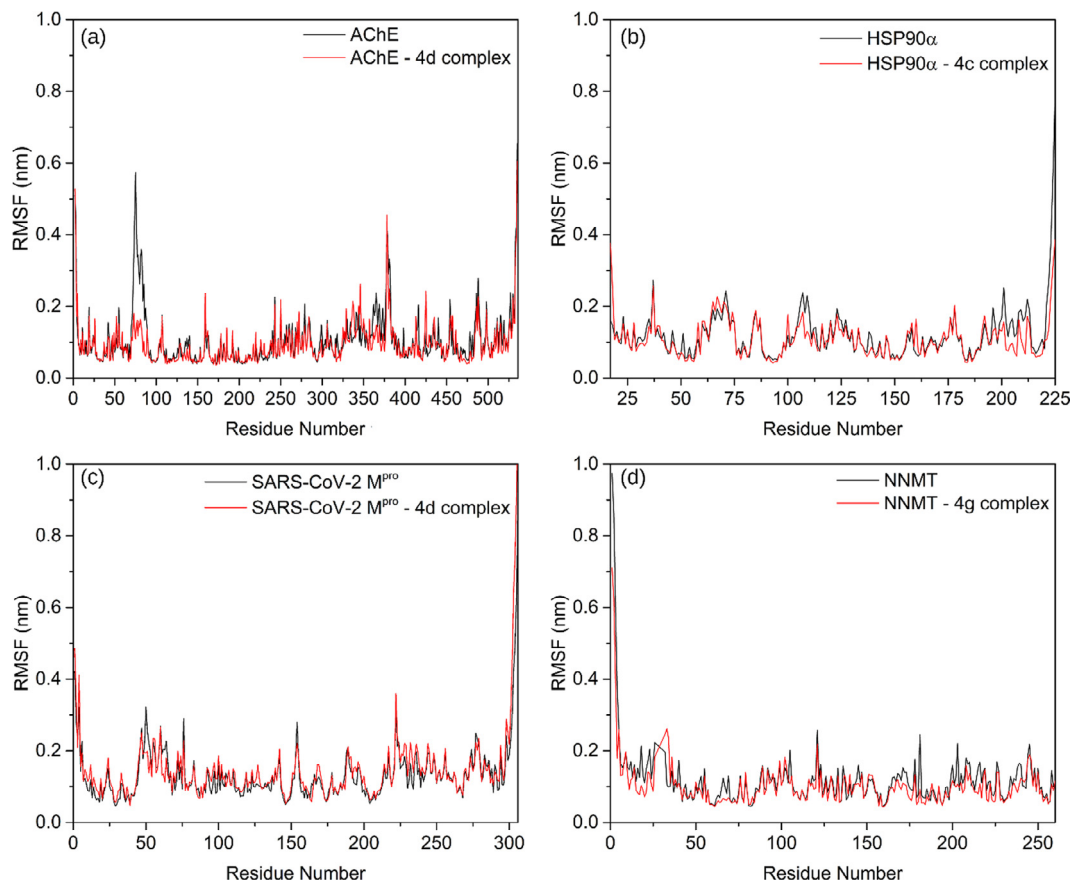 (a)
AChE
AChE - 4d complex
1.0
0.8
0.6
0.4
0.2
0.0
RMSF (nm)
0 50 100 150 200 250 300 350 400 450 500
Residue Number
(b)
HSP90α
HSP90α - 4c complex
1.0
0.8
0.6
0.4
0.2
0.0
RMSF (nm)
25 50 75 100 125 150 175 200 225
Residue Number
(c)
SARS-CoV-2 Mᵖʳᵒ
SARS-CoV-2 Mᵖʳᵒ - 4d complex
1.0
0.8
0.6
0.4
0.2
0.0
RMSF (nm)
0 50 100 150 200 250 300
Residue Number
(d)
NNMT
NNMT - 4g complex
1.0
0.8
0.6
0.4
0.2
0.0
RMSF (nm)
0 50 100 150 200 250
Residue Number